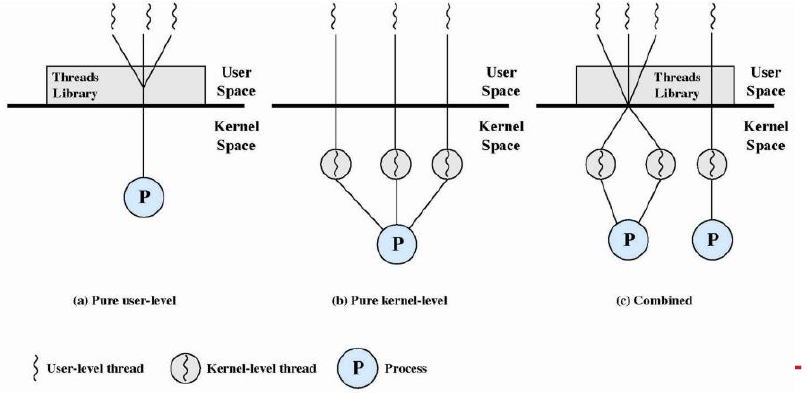 Threads
Library
User
Space
Kernel
Space
P
(a) Pure user-level
User
Space
Kernel
Space
P
(b) Pure kernel-level
Threads
Library
User
Space
Kernel
Space
P
P
(c) Combined
User-level thread
Kernel-level thread
P
Process